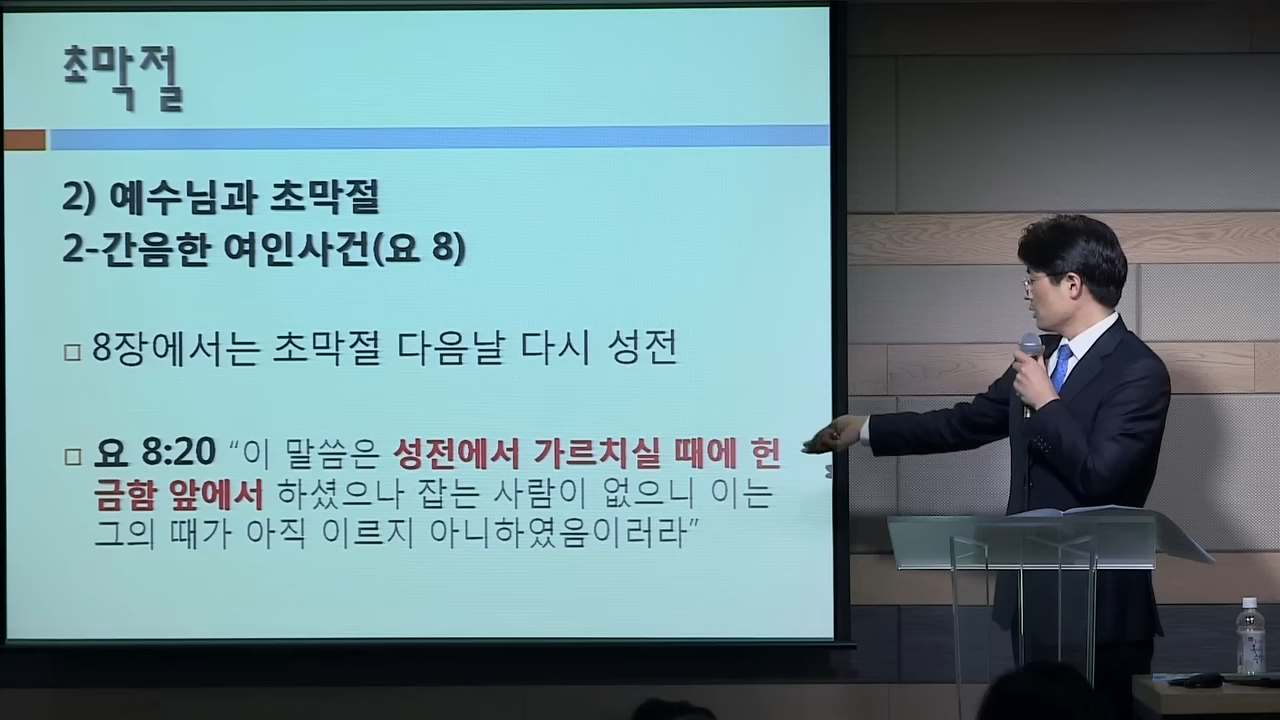 초막절
2) 예수님과 초막절
2-간음한 여인사건(요 8)
8장에서는 초막절 다음날 다시 성전
요 8:20 “이 말씀은 성전에서 가르치실 때에 헌
금함 앞에서 하셨으나 잡는 사람이 없으니 이는
그의 때가 아직 이르지 아니하였음이러라”